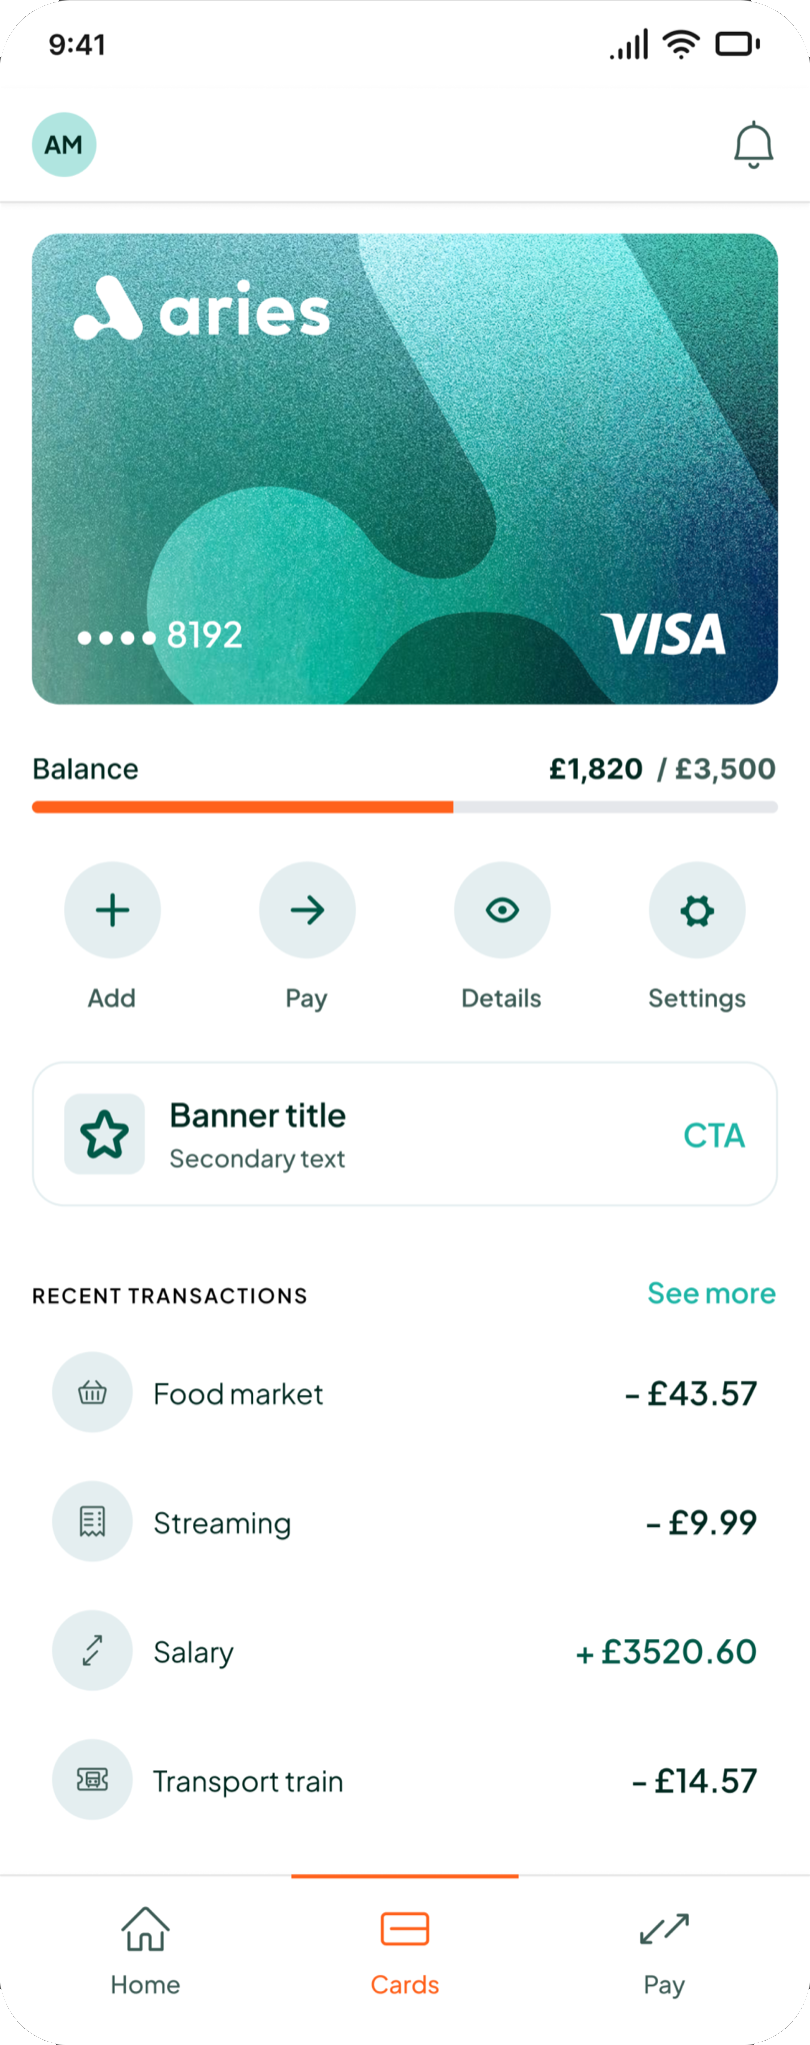 9:41
AM
aries
•••• 8192
VISA
Balance
£1,820 / £3,500
Add
Pay
Details
Settings
Banner title
Secondary text
CTA
RECENT TRANSACTIONS
See more
Food market
- £43.57
Streaming
- £9.99
Salary
+ £3520.60
Transport train
- £14.57
Home
Cards
Pay